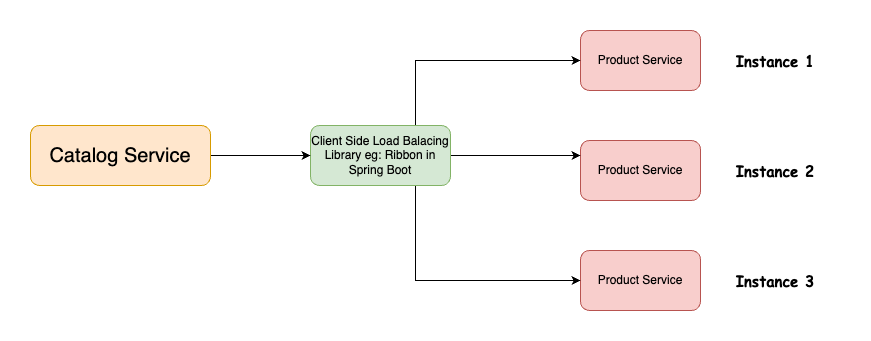 Product Service
Instance 1
Catalog Service
Client Side Load Balacing
Library eg: Ribbon in
Spring Boot
Product Service
Instance 2
Product Service
Instance 3